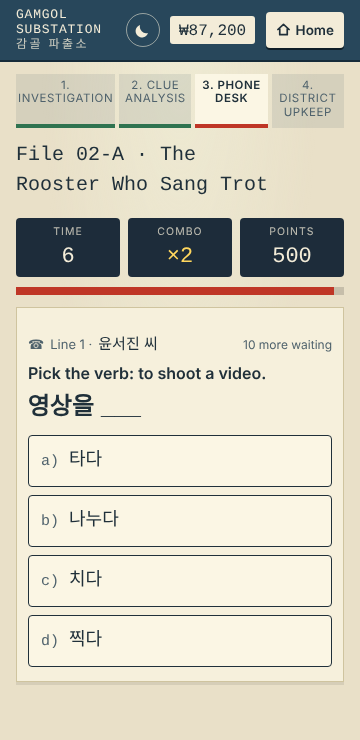 GAMGOL
SUBSTATION
감골 파출소
₩87,200
Home
1. INVESTIGATION
2. CLUE ANALYSIS
3. PHONE DESK
4. DISTRICT UPKEEP
File 02-A · The
Rooster Who Sang Trot
TIME
6
COMBO
×2
POINTS
500
☎ Line 1 · 윤서진 씨
10 more waiting
Pick the verb: to shoot a video.
영상을 ___
a) 타다
b) 나누다
c) 치다
d) 찍다